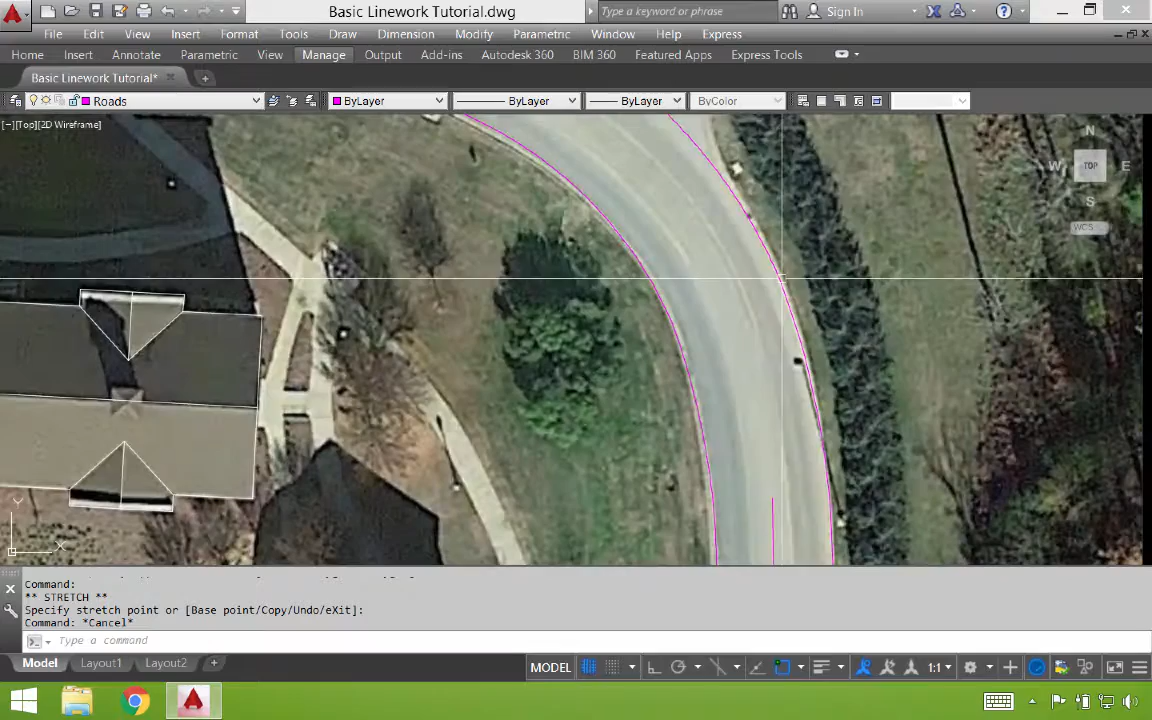 Basic Linework Tutorial.dwg
Type a keyword or phrase
Sign In
File Edit View Insert Format Tools Draw Dimension Modify Parametric Window Help Express
Home Insert Annotate Parametric View Manage Output Add-ins Autodesk 360 BIM 360 Featured Apps Express Tools
Basic Linework Tutorial*
Roads ByLayer ByLayer ByLayer ByColor
[−][Top][2D Wireframe]
N
W TOP E
S
WCS
Y
X
Command:
** STRETCH **
Specify stretch point or [Base point/Copy/Undo/eXit]:
Command: *Cancel*
Type a command
Model Layout1 Layout2
MODEL 1:1